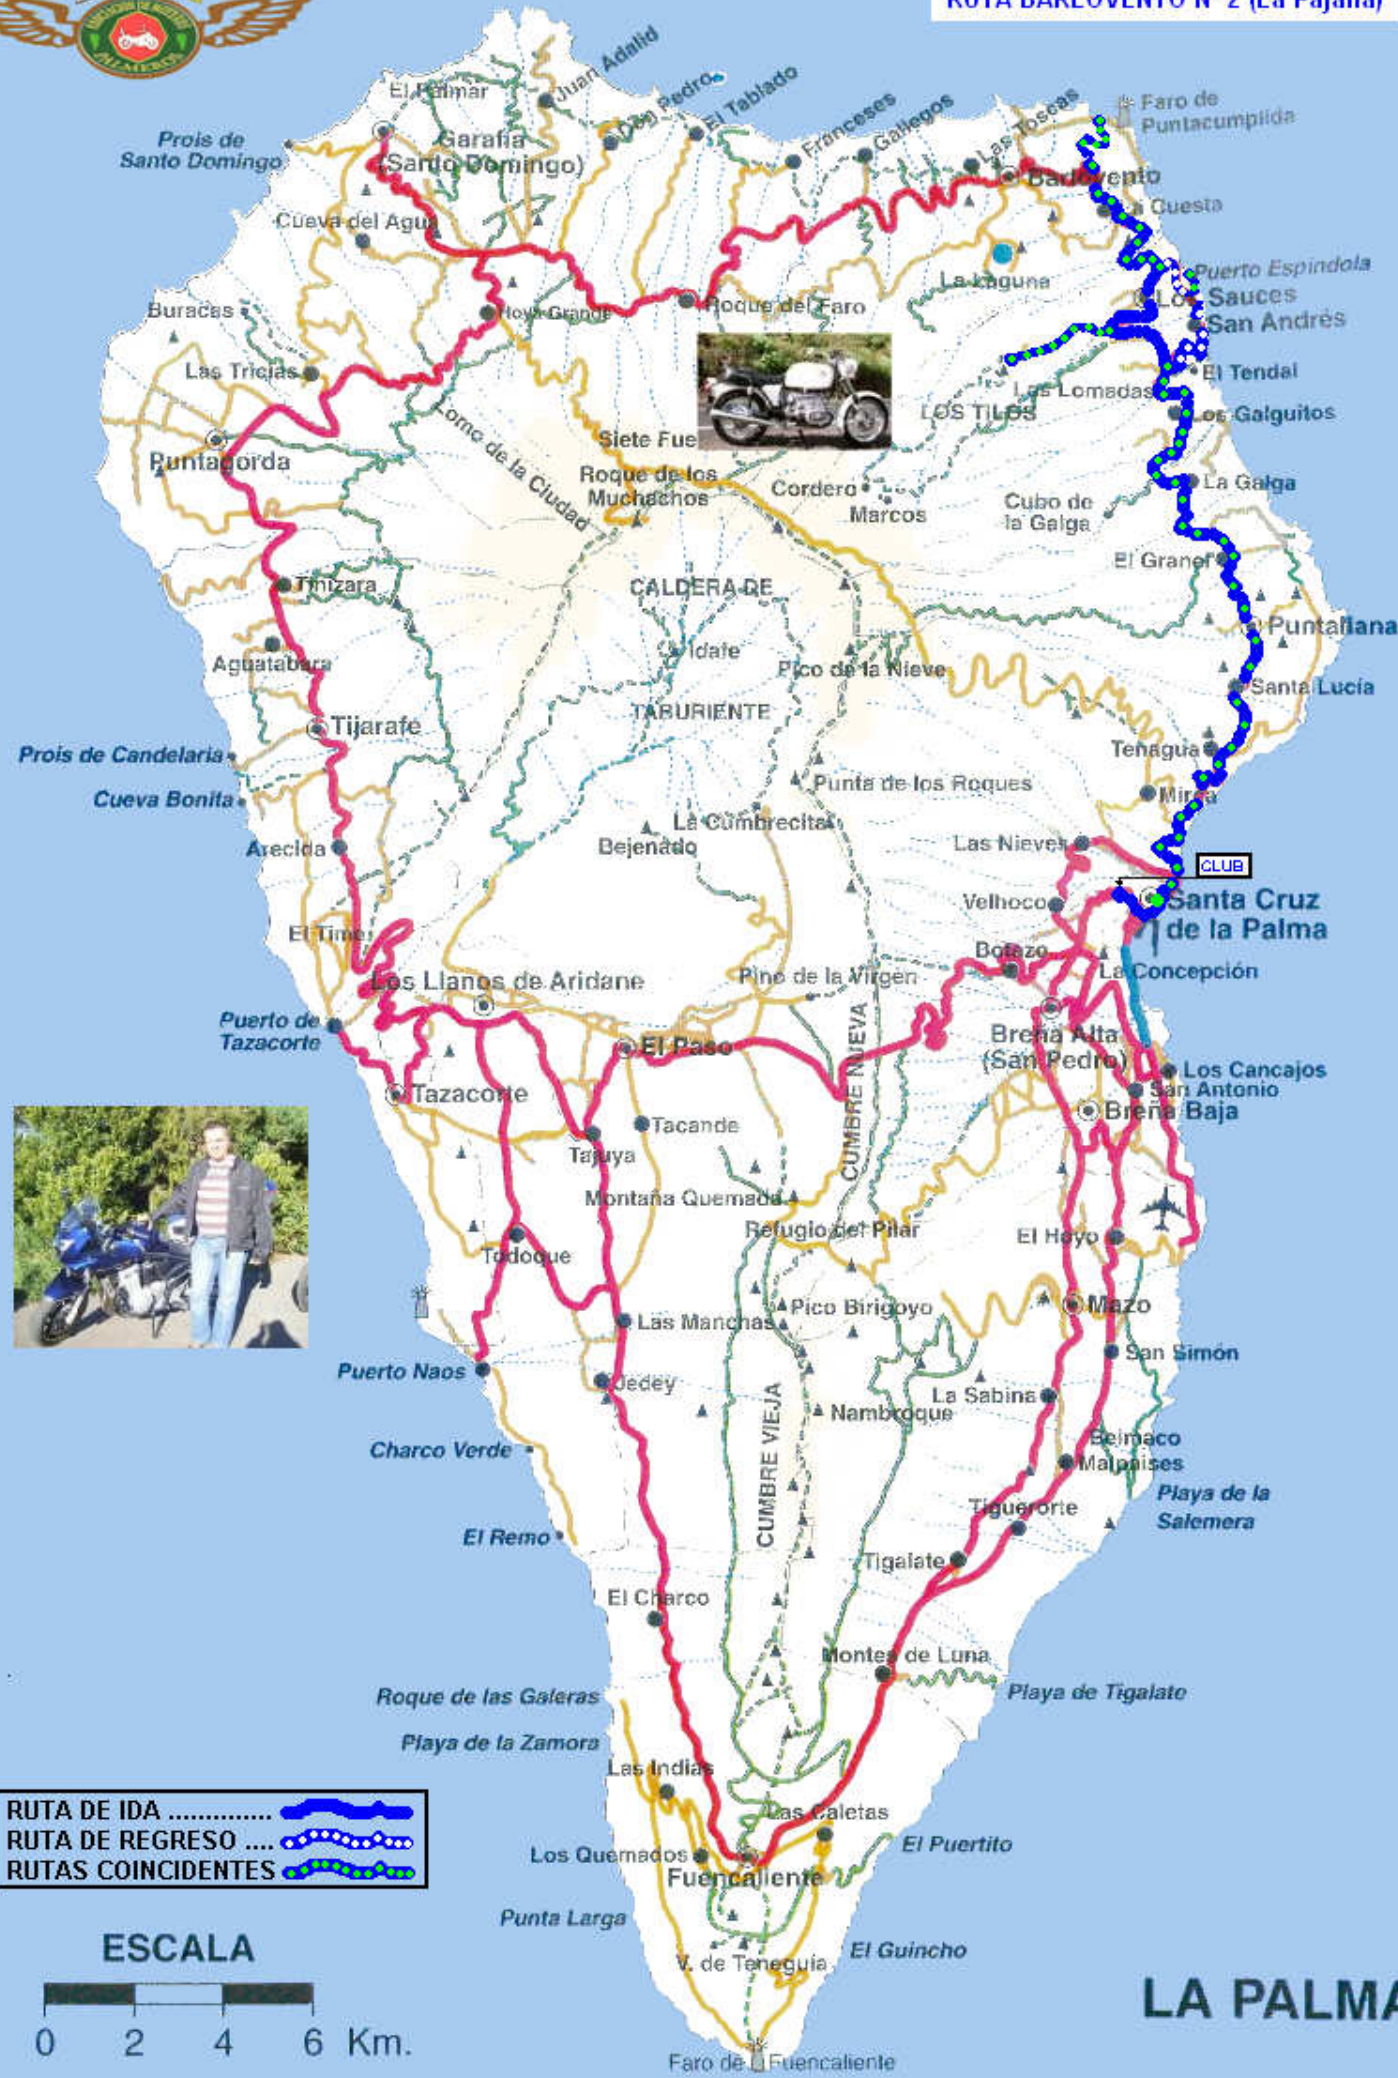 PALMEROS
RUTA BARLOVENTO Nº 2 (La Fajana)
Juan Adalid
El Palmar
Don Pedro
El Tablado
Franceses
Gallegos
Las Toscas
Faro de
Puntacumplida
Prois de
Santo Domingo
Garafía
(Santo Domingo)
Barlovento
La Cuesta
Cueva del Agua
Puerto Espindola
La Laguna
Los Sauces
San Andrés
Buracas
Hoya Grande
Roque del Faro
Las Tricias
El Tendal
Las Lomadas
LOS TILOS
Los Galguitos
Lomo de la Ciudad
Siete Fue
Puntagorda
Roque de los
Muchachos
Cordero
Marcos
La Galga
Cubo de
la Galga
El Granel
Tinizara
CALDERA DE
Puntallana
Idafe
Aguatabara
Pico de la Nieve
Santa Lucía
TABURIENTE
Tijarafe
Tenagua
Prois de Candelaria
Punta de los Roques
Mirca
Cueva Bonita
La Cumbrecita
Bejenado
Arecida
Las Nieves
CLUB
Velhoco
Santa Cruz
de la Palma
El Time
Botazo
La Concepción
Los Llanos de Aridane
Pino de la Virgen
Puerto de
Tazacorte
El Paso
CUMBRE NUEVA
Breña Alta
(San Pedro)
Los Cancajos
San Antonio
Tazacorte
Breña Baja
Tacande
Tajuya
Montaña Quemada
Refugio del Pilar
El Hoyo
Todoque
Pico Birigoyo
Mazo
Las Manchas
San Simón
Puerto Naos
Jedey
La Sabina
Nambroque
CUMBRE VIEJA
Charco Verde
Belmaco
Malpaises
Playa de la
Salemera
El Remo
Tiguerorte
Tigalate
El Charco
Montes de Luna
Roque de las Galeras
Playa de Tigalate
Playa de la Zamora
Las Indias
Las Caletas
RUTA DE IDA ..............
RUTA DE REGRESO ....
RUTAS COINCIDENTES
Los Quemados
El Puertito
Fuencaliente
Punta Larga
V. de Teneguía
El Guincho
ESCALA
0 2 4 6 Km.
LA PALMA
Faro de Fuencaliente